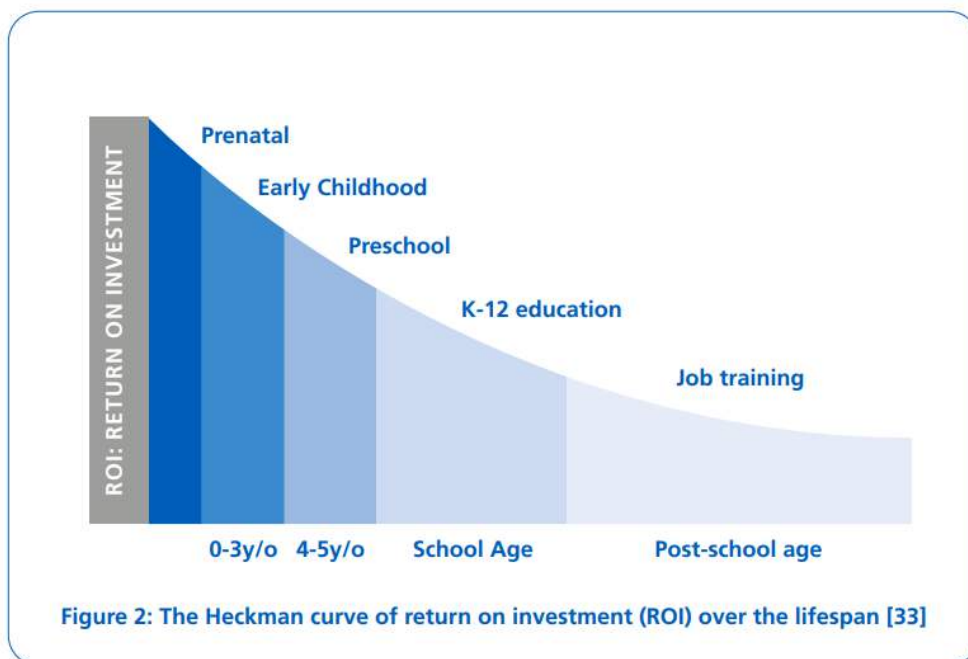 ROI: RETURN ON INVESTMENT
Prenatal
Early Childhood
Preschool
K-12 education
Job training
0-3y/o 4-5y/o School Age Post-school age
Figure 2: The Heckman curve of return on investment (ROI) over the lifespan [33]